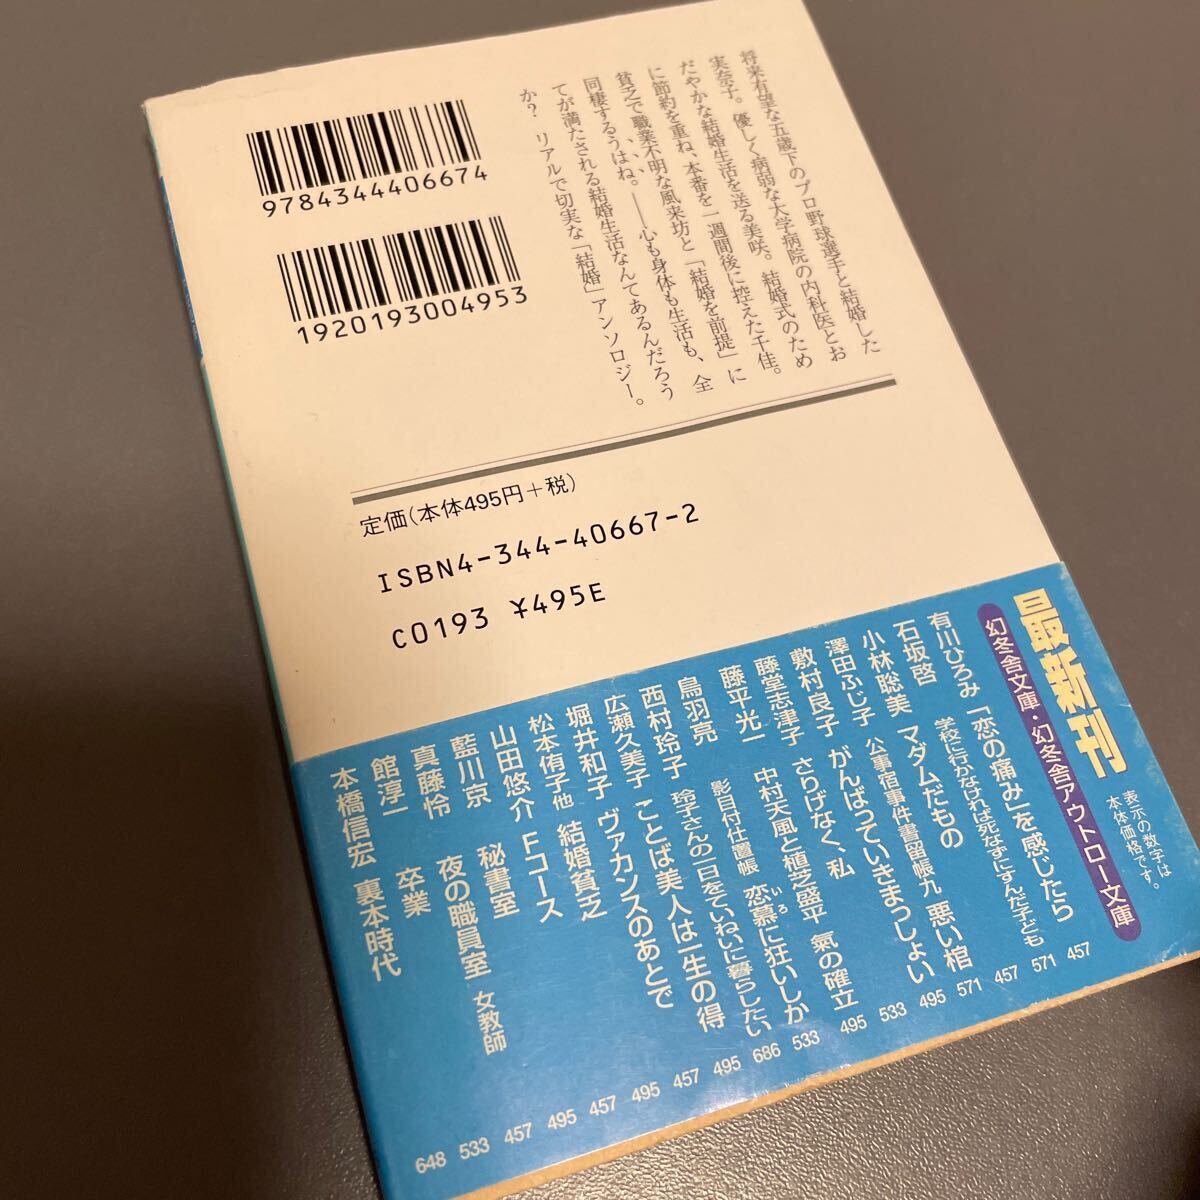 将来有望な五歳下のプロ野球選手と結婚した
実奈子。優しく病弱な大学病院の内科医とお
だやかな結婚生活を送る美咲。結婚式のため
に節約を重ね、本番を一週間後に控えた千佳。
貧乏で職業不明な風来坊と「結婚を前提」に
同棲するうはね。――心も身体も生活も、全
てが満たされる結婚生活なんてあるんだろう
か? リアルで切実な「結婚」アンソロジー。
9784344406674
1920193004953
定価(本体495円+税)
ISBN4-344-40667-2
C0193 ¥495E
最新刊
表示の数字は
本体価格です。
幻冬舎文庫・幻冬舎アウトロー文庫
有川ひろみ 「恋の痛み」を感じたら 457
石坂啓 学校に行かなければ死なずにすんだ子ども 571
小林聡美 マダムだもの 457
澤田ふじ子 公事宿事件書留帳九 悪い棺 571
敷村良子 がんばっていきまっしょい 495
藤堂志津子 さりげなく、私 533
藤平光一 中村天風と植芝盛平 氣の確立 495
鳥羽亮 影目付仕置帳 恋慕に狂いしか 533
いろ
西村玲子 玲子さんの一日をていねいに暮らしたい 686
広瀬久美子 ことば美人は一生の得 495
堀井和子 ヴァカンスのあとで 457
松本侑子他 結婚貧乏 495
山田悠介 Fコース 457
藍川京 秘書室 495
真藤怜 夜の職員室 女教師 457
館淳一 卒業 533
本橋信宏 裏本時代 648